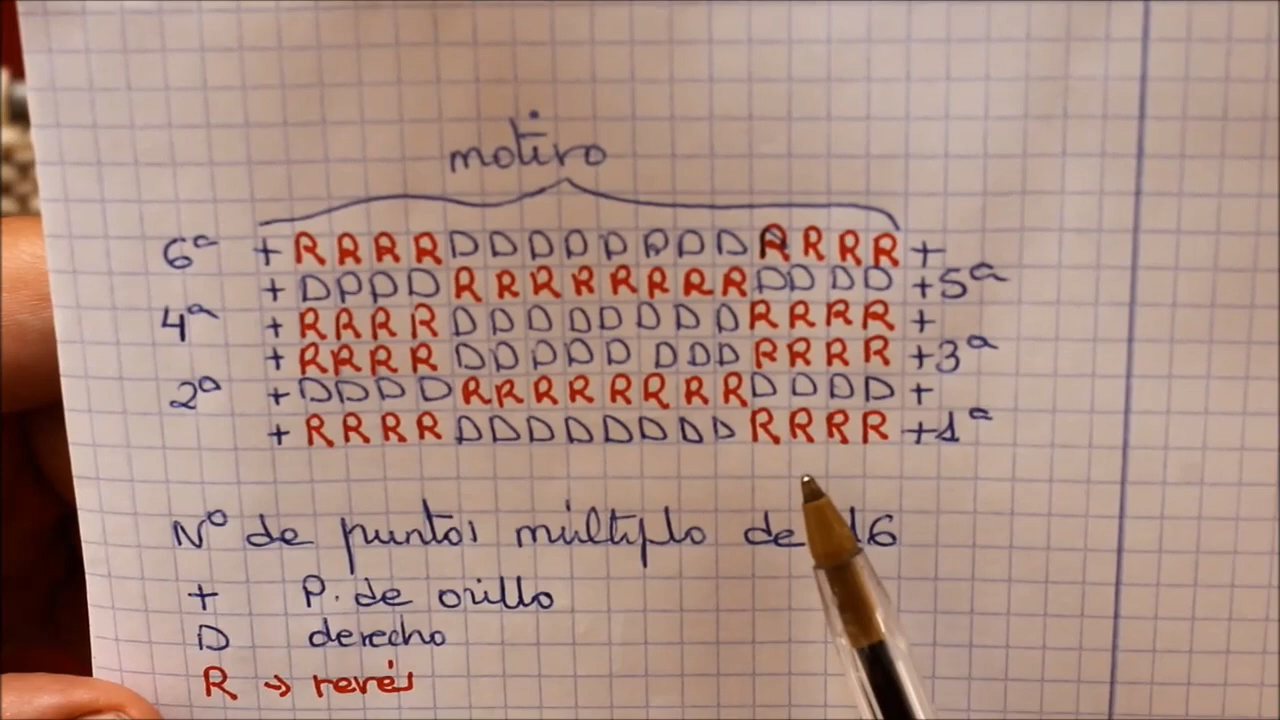 motivo
6ª + R R R R D D D D D D D D R R R R +
+ D D D D R R R R R R R R D D D D + 5ª
4ª + R R R R D D D D D D D D R R R R +
+ R R R R D D D D D D D D R R R R + 3ª
2ª + D D D D R R R R R R R R D D D D +
+ R R R R D D D D D D D D R R R R + 1ª
Nº de puntos múltiplo de 16
+ P. de orillo
D derecho
R → revés